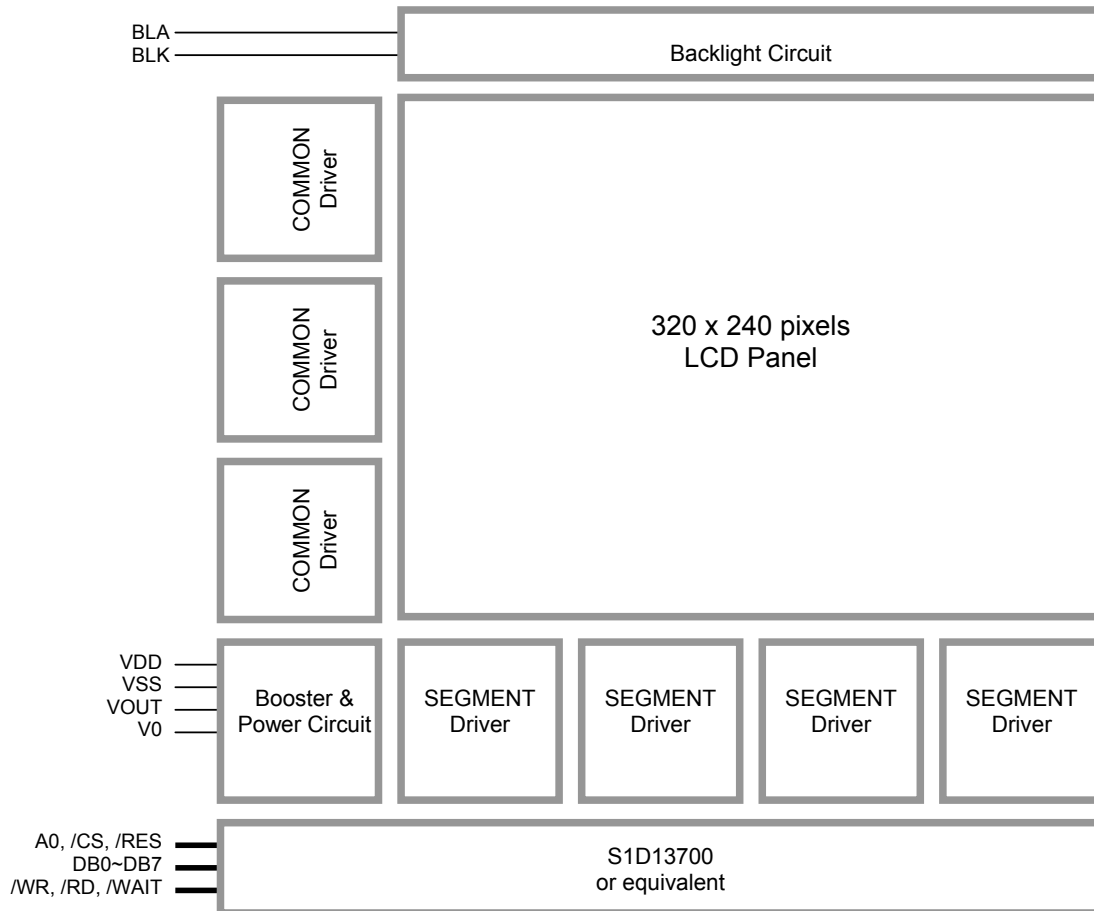 BLA
BLK
Backlight Circuit
COMMON
Driver
COMMON
Driver
COMMON
Driver
320 x 240 pixels
LCD Panel
VDD
VSS
VOUT
V0
Booster &
Power Circuit
SEGMENT
Driver
SEGMENT
Driver
SEGMENT
Driver
SEGMENT
Driver
A0, /CS, /RES
DB0~DB7
/WR, /RD, /WAIT
S1D13700
or equivalent